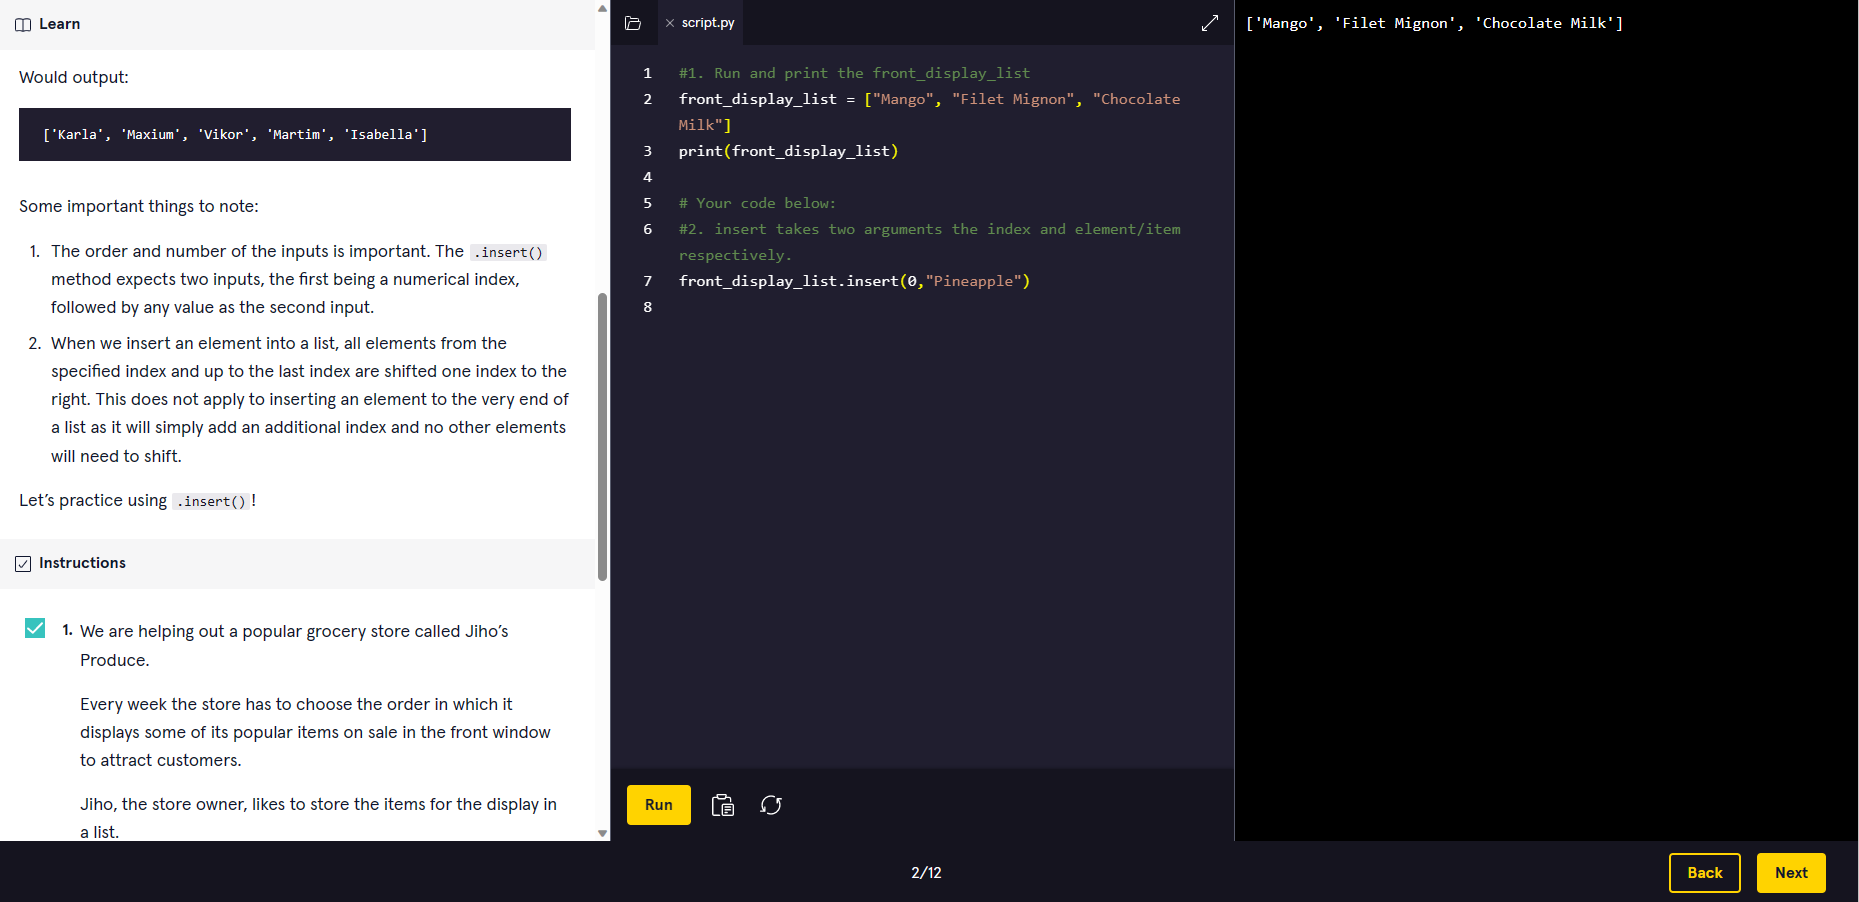 Learn
Would output:
['Karla', 'Maxium', 'Vikor', 'Martim', 'Isabella']
Some important things to note:
1. The order and number of the inputs is important. The .insert()
method expects two inputs, the first being a numerical index,
followed by any value as the second input.
2. When we insert an element into a list, all elements from the
specified index and up to the last index are shifted one index to the
right. This does not apply to inserting an element to the very end of
a list as it will simply add an additional index and no other elements
will need to shift.
Let's practice using .insert() !
Instructions
1. We are helping out a popular grocery store called Jiho's
Produce.
Every week the store has to choose the order in which it
displays some of its popular items on sale in the front window
to attract customers.
Jiho, the store owner, likes to store the items for the display in
a list.
script.py
1 #1. Run and print the front_display_list
2 front_display_list = ["Mango", "Filet Mignon", "Chocolate
Milk"]
3 print(front_display_list)
4
5 # Your code below:
6 #2. insert takes two arguments the index and element/item
respectively.
7 front_display_list.insert(0,"Pineapple")
8
Run
['Mango', 'Filet Mignon', 'Chocolate Milk']
2/12
Back
Next